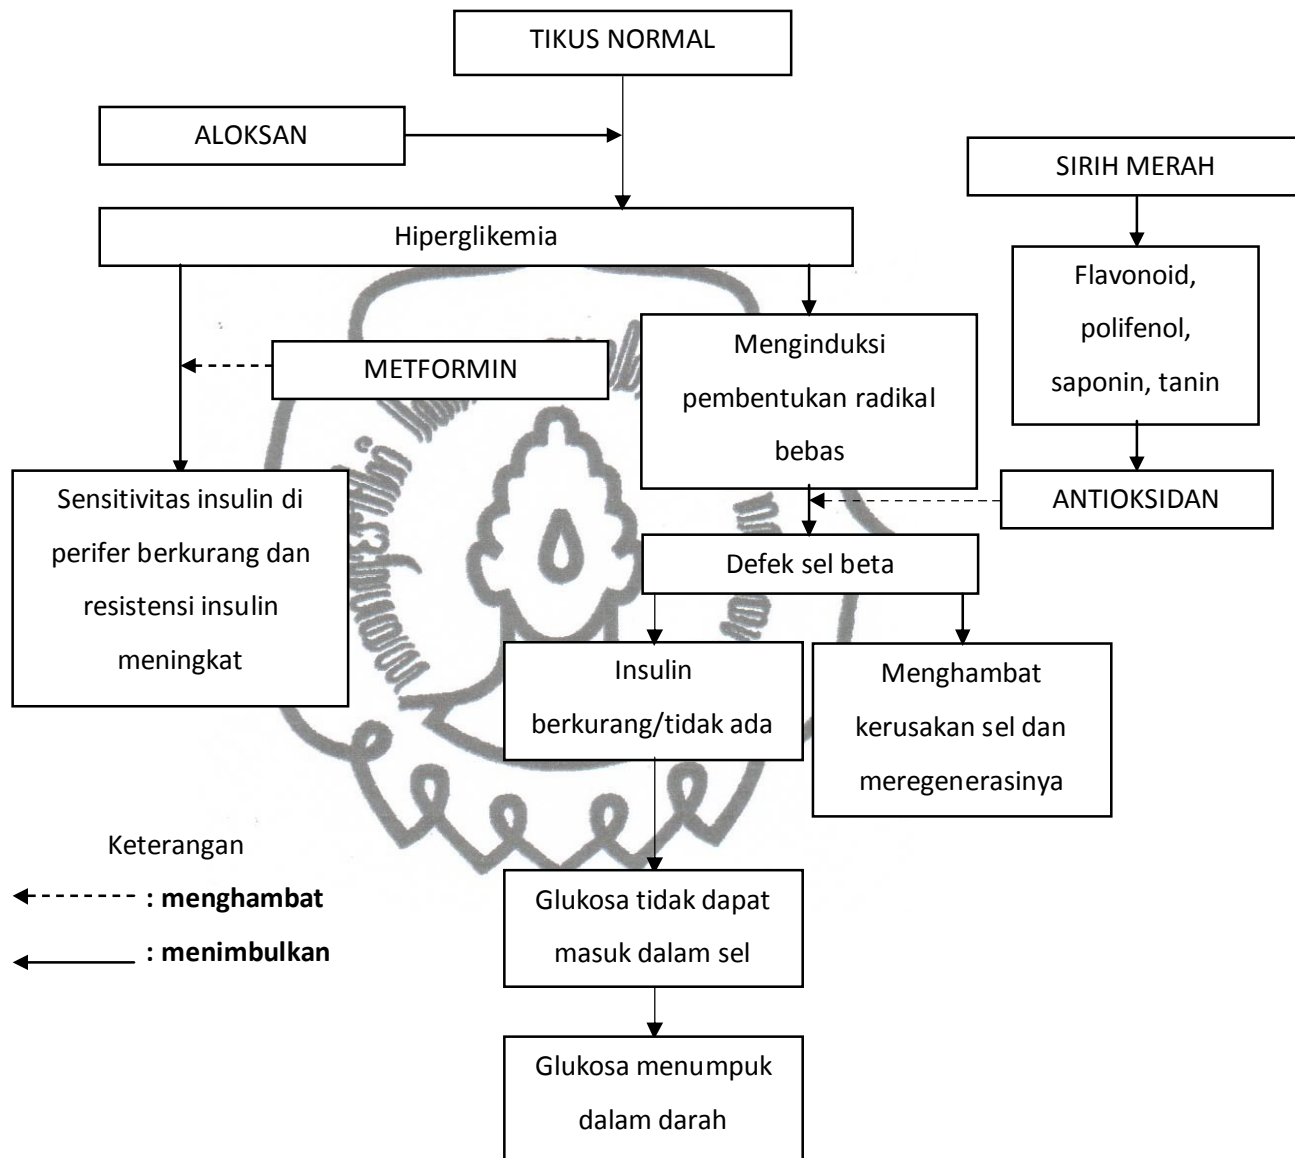 TIKUS NORMAL
ALOKSAN
SIRIH MERAH
Hiperglikemia
Flavonoid,
polifenol,
saponin, tanin
Menginduksi
pembentukan radikal
bebas
METFORMIN
Sensitivitas insulin di
perifer berkurang dan
resistensi insulin
meningkat
ANTIOKSIDAN
Defek sel beta
Insulin
berkurang/tidak ada
Menghambat
kerusakan sel dan
meregenerasinya
Keterangan
: menghambat
: menimbulkan
Glukosa tidak dapat
masuk dalam sel
Glukosa menumpuk
dalam darah